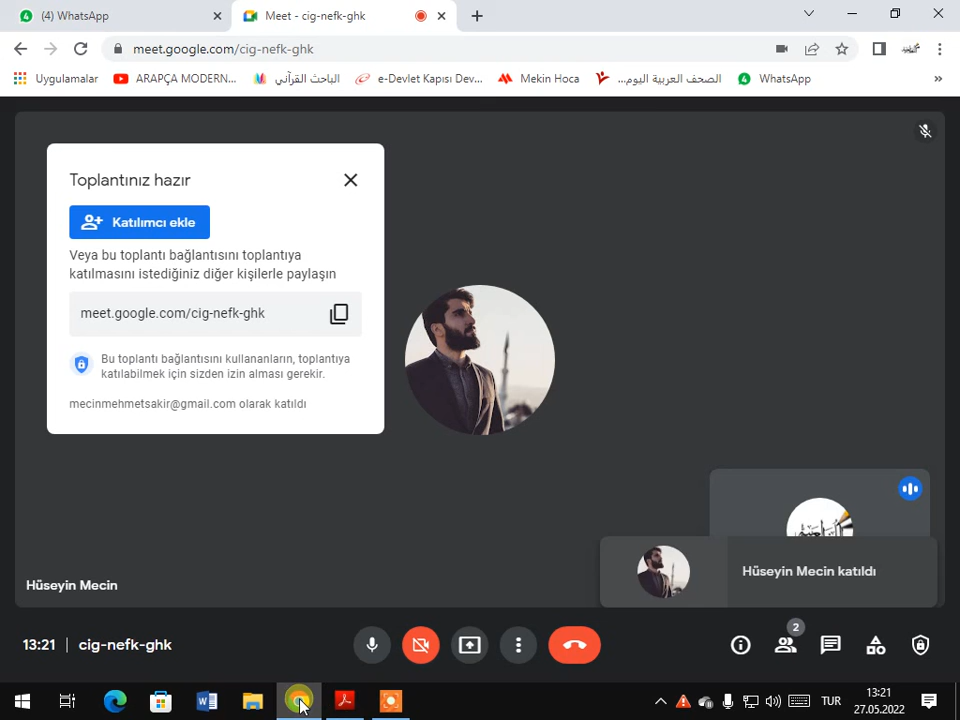 (4) WhatsApp
Meet - cig-nefk-ghk
meet.google.com/cig-nefk-ghk
Uygulamalar
ARAPÇA MODERN...
الباحث القرآني
e-Devlet Kapısı Dev...
Mekin Hoca
الصحف العربية اليوم...
WhatsApp
»
Toplantınız hazır
Katılımcı ekle
Veya bu toplantı bağlantısını toplantıya
katılmasını istediğiniz diğer kişilerle paylaşın
meet.google.com/cig-nefk-ghk
Bu toplantı bağlantısını kullananların, toplantıya
katılabilmek için sizden izin alması gerekir.
mecinmehmetsakir@gmail.com olarak katıldı
Hüseyin Mecin katıldı
Hüseyin Mecin
13:21 | cig-nefk-ghk
2
TUR
13:21
27.05.2022